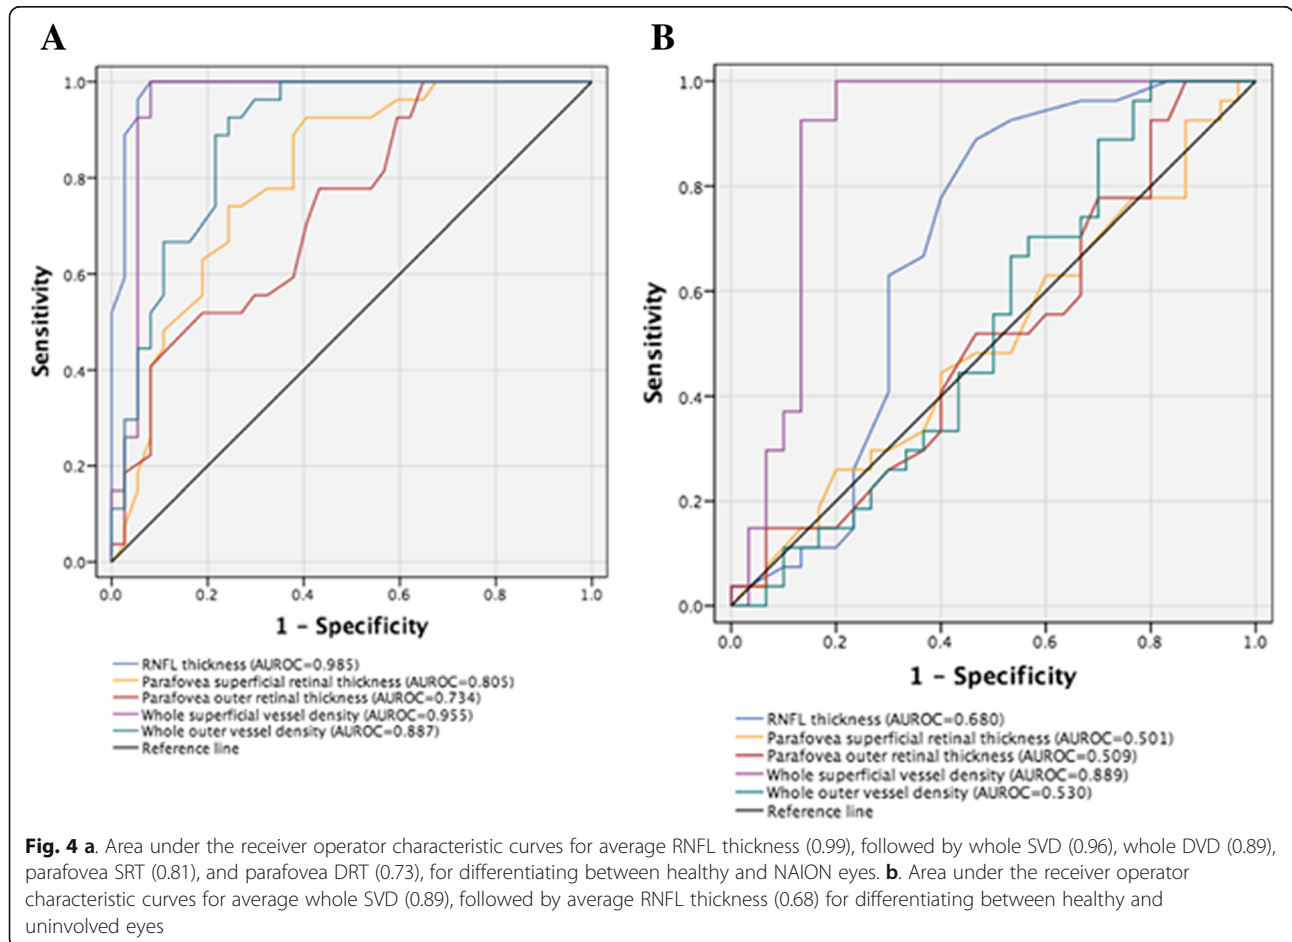 A
1.0
0.8
0.6
0.4
0.2
0.0
Sensitivity
0.0 0.2 0.4 0.6 0.8 1.0
1 – Specificity
RNFL thickness (AUROC=0.985)
Parafovea superficial retinal thickness (AUROC=0.805)
Parafovea outer retinal thickness (AUROC=0.734)
Whole superficial vessel density (AUROC=0.955)
Whole outer vessel density (AUROC=0.887)
Reference line
B
1.0
0.8
0.6
0.4
0.2
0.0
Sensitivity
0.0 0.2 0.4 0.6 0.8 1.0
1 – Specificity
RNFL thickness (AUROC=0.680)
Parafovea superficial retinal thickness (AUROC=0.501)
Parafovea outer retinal thickness (AUROC=0.509)
Whole superficial vessel density (AUROC=0.889)
Whole outer vessel density (AUROC=0.530)
Reference line
Fig. 4 a. Area under the receiver operator characteristic curves for average RNFL thickness (0.99), followed by whole SVD (0.96), whole DVD (0.89),
parafovea SRT (0.81), and parafovea DRT (0.73), for differentiating between healthy and NAION eyes. b. Area under the receiver operator
characteristic curves for average whole SVD (0.89), followed by average RNFL thickness (0.68) for differentiating between healthy and
uninvolved eyes